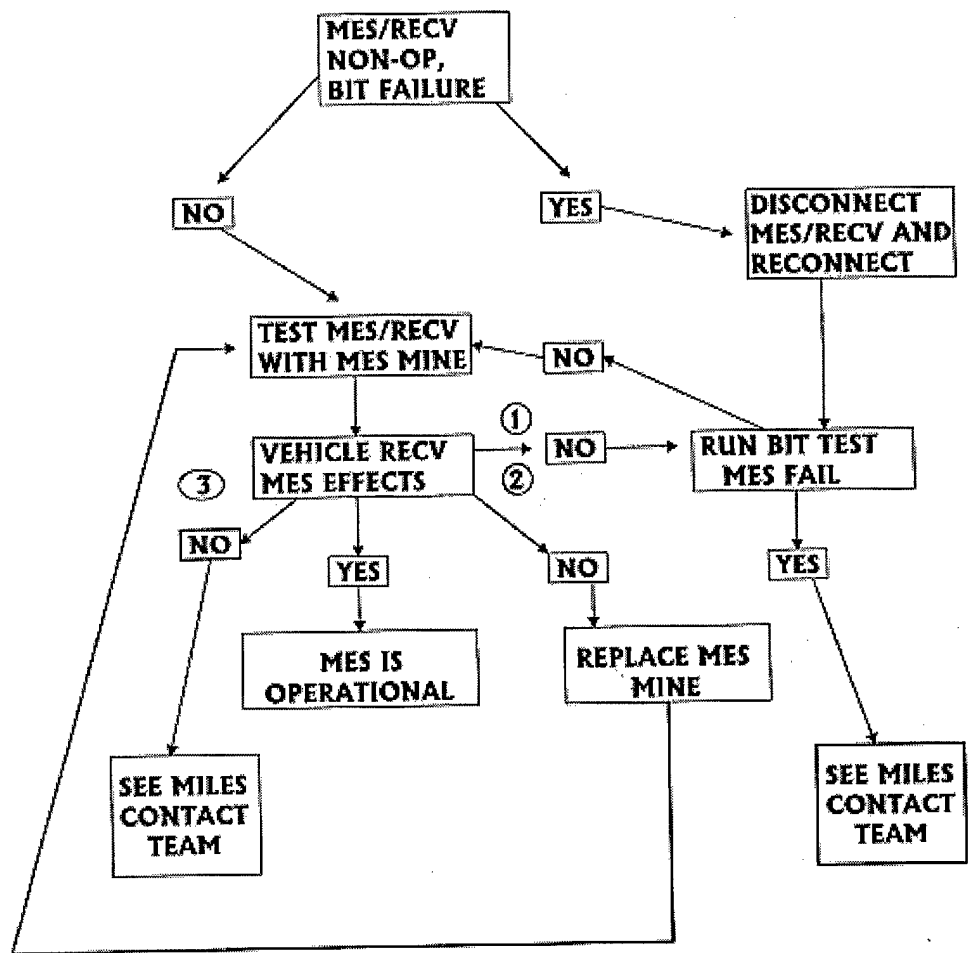 MES/RECV
NON-OP,
BIT FAILURE
NO
YES
DISCONNECT
MES/RECV AND
RECONNECT
TEST MES/RECV
WITH MES MINE
NO
VEHICLE RECV
MES EFFECTS
1
NO
2
RUN BIT TEST
MES FAIL
3
NO
YES
NO
YES
MES IS
OPERATIONAL
REPLACE MES
MINE
SEE MILES
CONTACT
TEAM
SEE MILES
CONTACT
TEAM